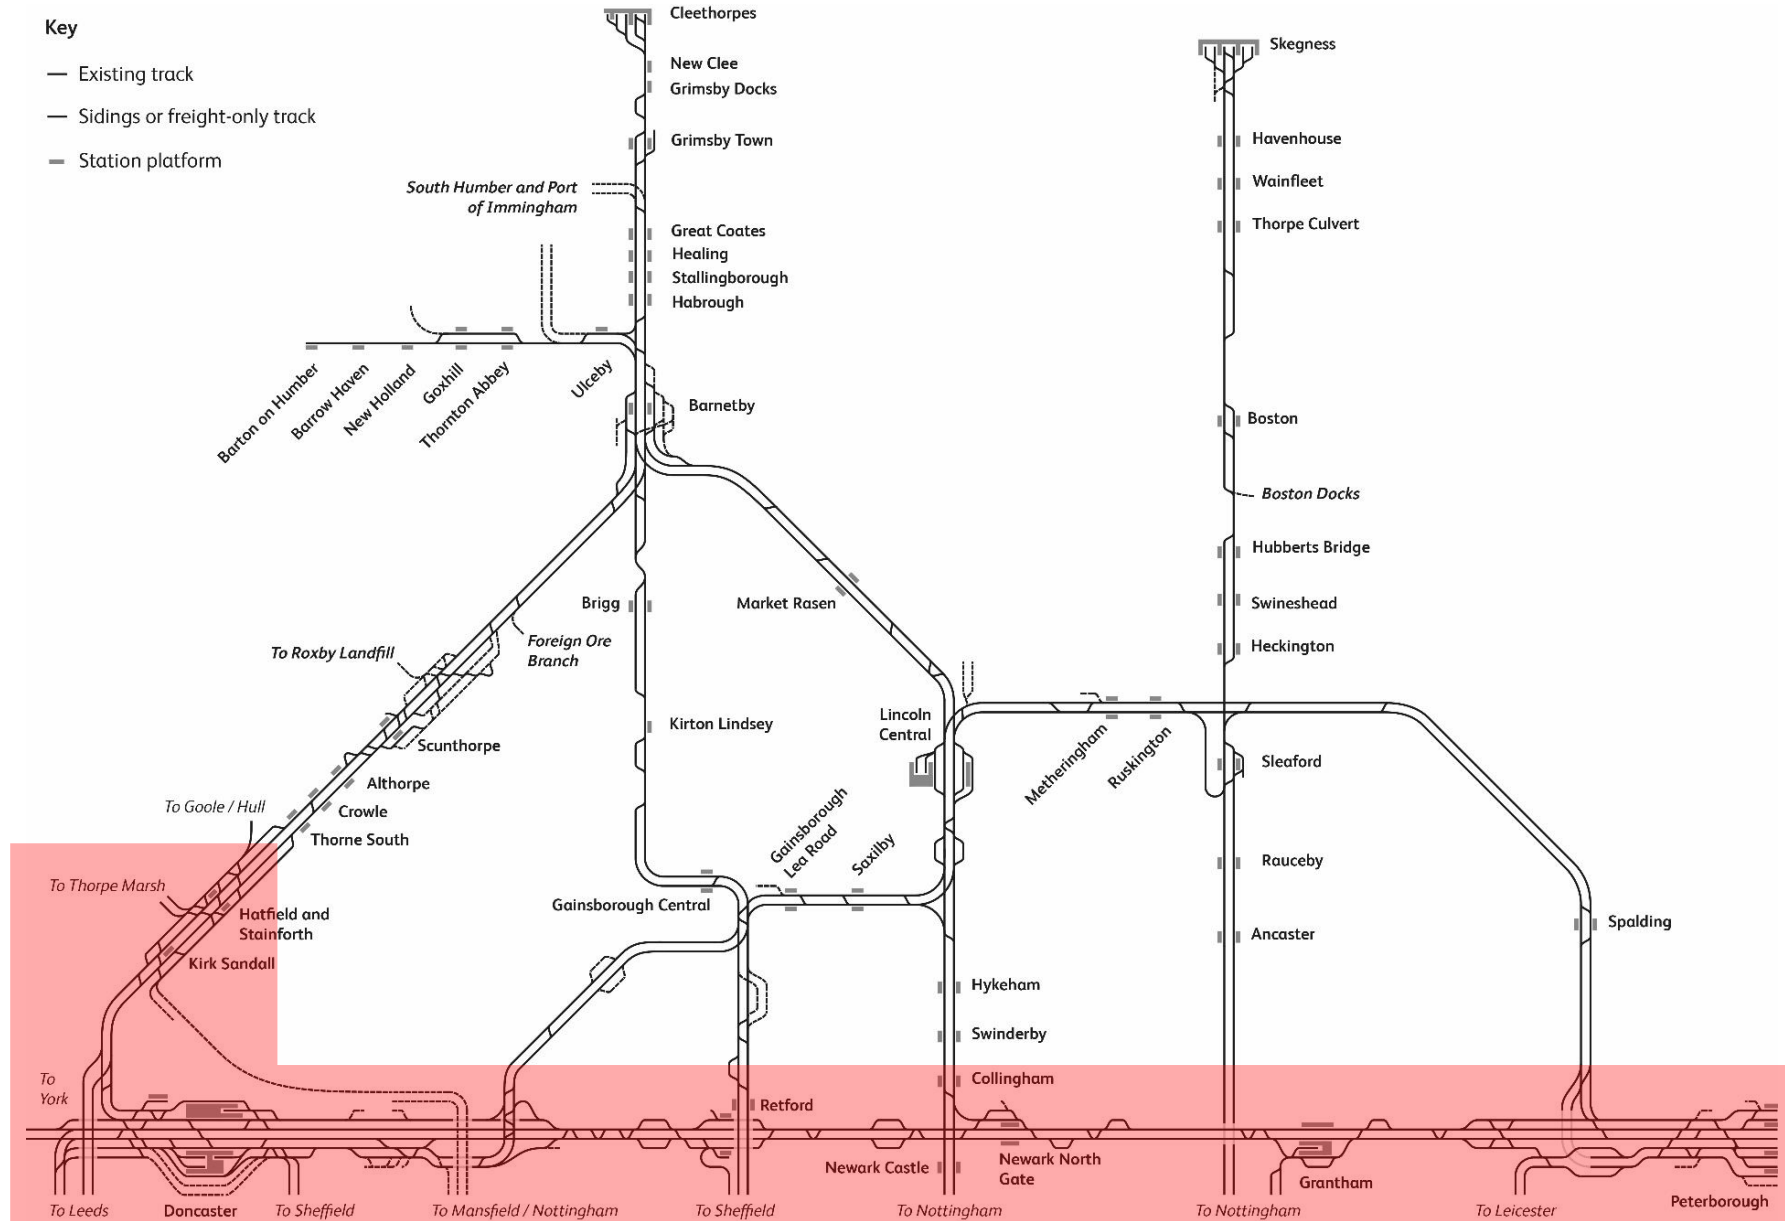 Key
Existing track
Sidings or freight-only track
Station platform
Cleethorpes
New Clee
Grimsby Docks
Grimsby Town
South Humber and Port
of Immingham
Great Coates
Healing
Stallingborough
Habrough
Barton on Humber
Barrow Haven
New Holland
Goxhill
Thornton Abbey
Ulceby
Barnetby
Skegness
Havenhouse
Wainfleet
Thorpe Culvert
Boston
Boston Docks
Hubberts Bridge
Swineshead
Heckington
Brigg
Market Rasen
Foreign Ore
Branch
To Roxby Landfill
Kirton Lindsey
Lincoln
Central
Scunthorpe
Althorpe
Crowle
Thorne South
To Goole / Hull
Metheringham
Ruskington
Sleaford
Gainsborough
Lea Road
Saxilby
Rauceby
To Thorpe Marsh
Hatfield and
Stainforth
Kirk Sandall
Gainsborough Central
Ancaster
Spalding
Hykeham
Swinderby
Collingham
To
York
Retford
Newark Castle
Newark North
Gate
Grantham
Peterborough
To Leeds
Doncaster
To Sheffield
To Mansfield / Nottingham
To Sheffield
To Nottingham
To Nottingham
To Leicester